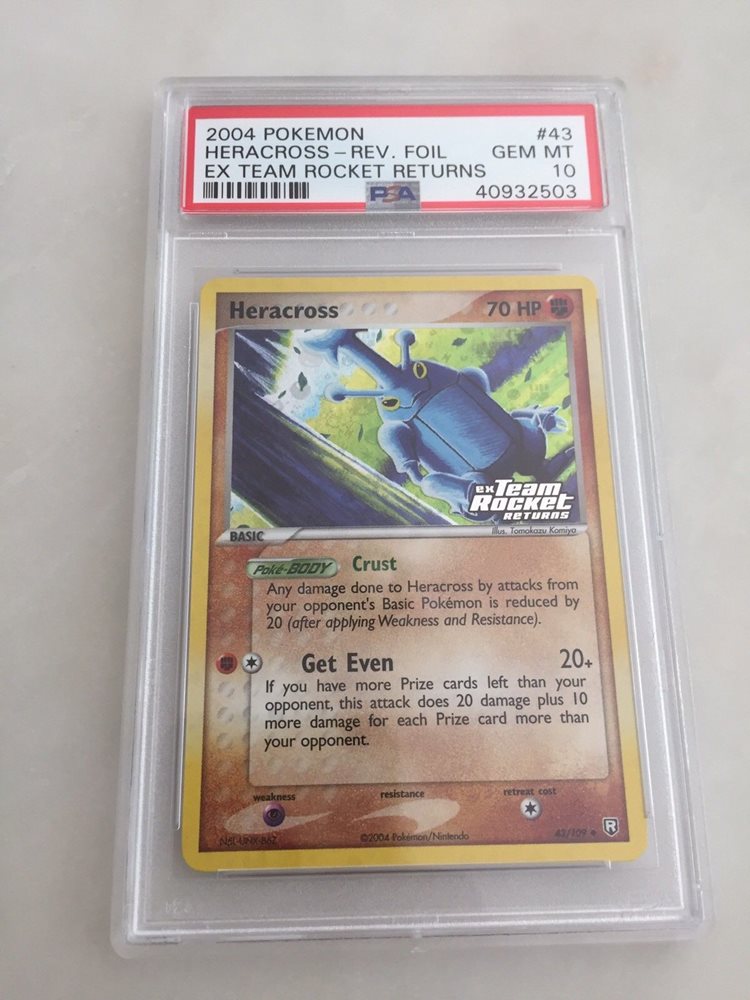 2004 POKEMON #43
HERACROSS – REV. FOIL GEM MT
EX TEAM ROCKET RETURNS 10
PSA 40932503
Heracross 70 HP
ex Team
ROCKET
RETURNS
BASIC Illus. Tomokazu Komiya
Poké-BODY Crust
Any damage done to Heracross by attacks from
your opponent's Basic Pokémon is reduced by
20 (after applying Weakness and Resistance).
Get Even 20+
If you have more Prize cards left than your
opponent, this attack does 20 damage plus 10
more damage for each Prize card more than
your opponent.
weakness resistance retreat cost
©2004 Pokémon/Nintendo 43/109 R